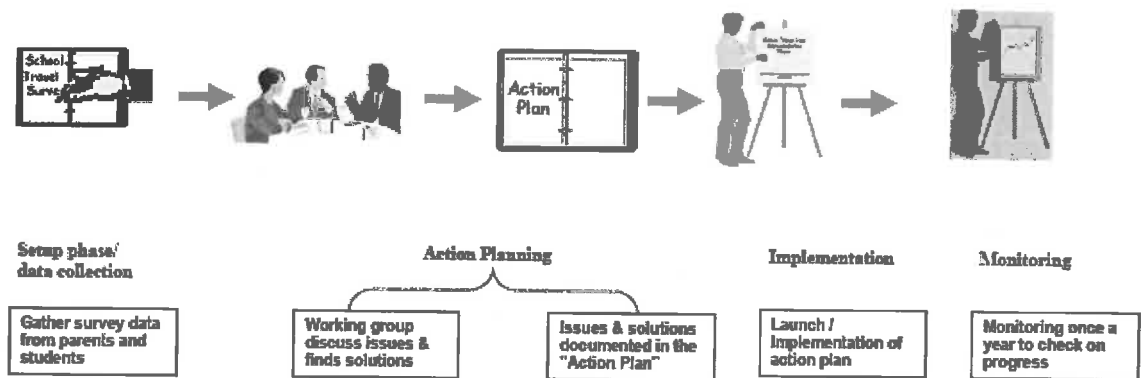 School
Travel
Survey
Action
Plan
Setup phase/
data collection
Action Planning
Implementation
Monitoring
Gather survey data
from parents and
students
Working group
discuss issues &
finds solutions
Issues & solutions
documented in the
"Action Plan"
Launch /
Implementation of
action plan
Monitoring once a
year to check on
progress